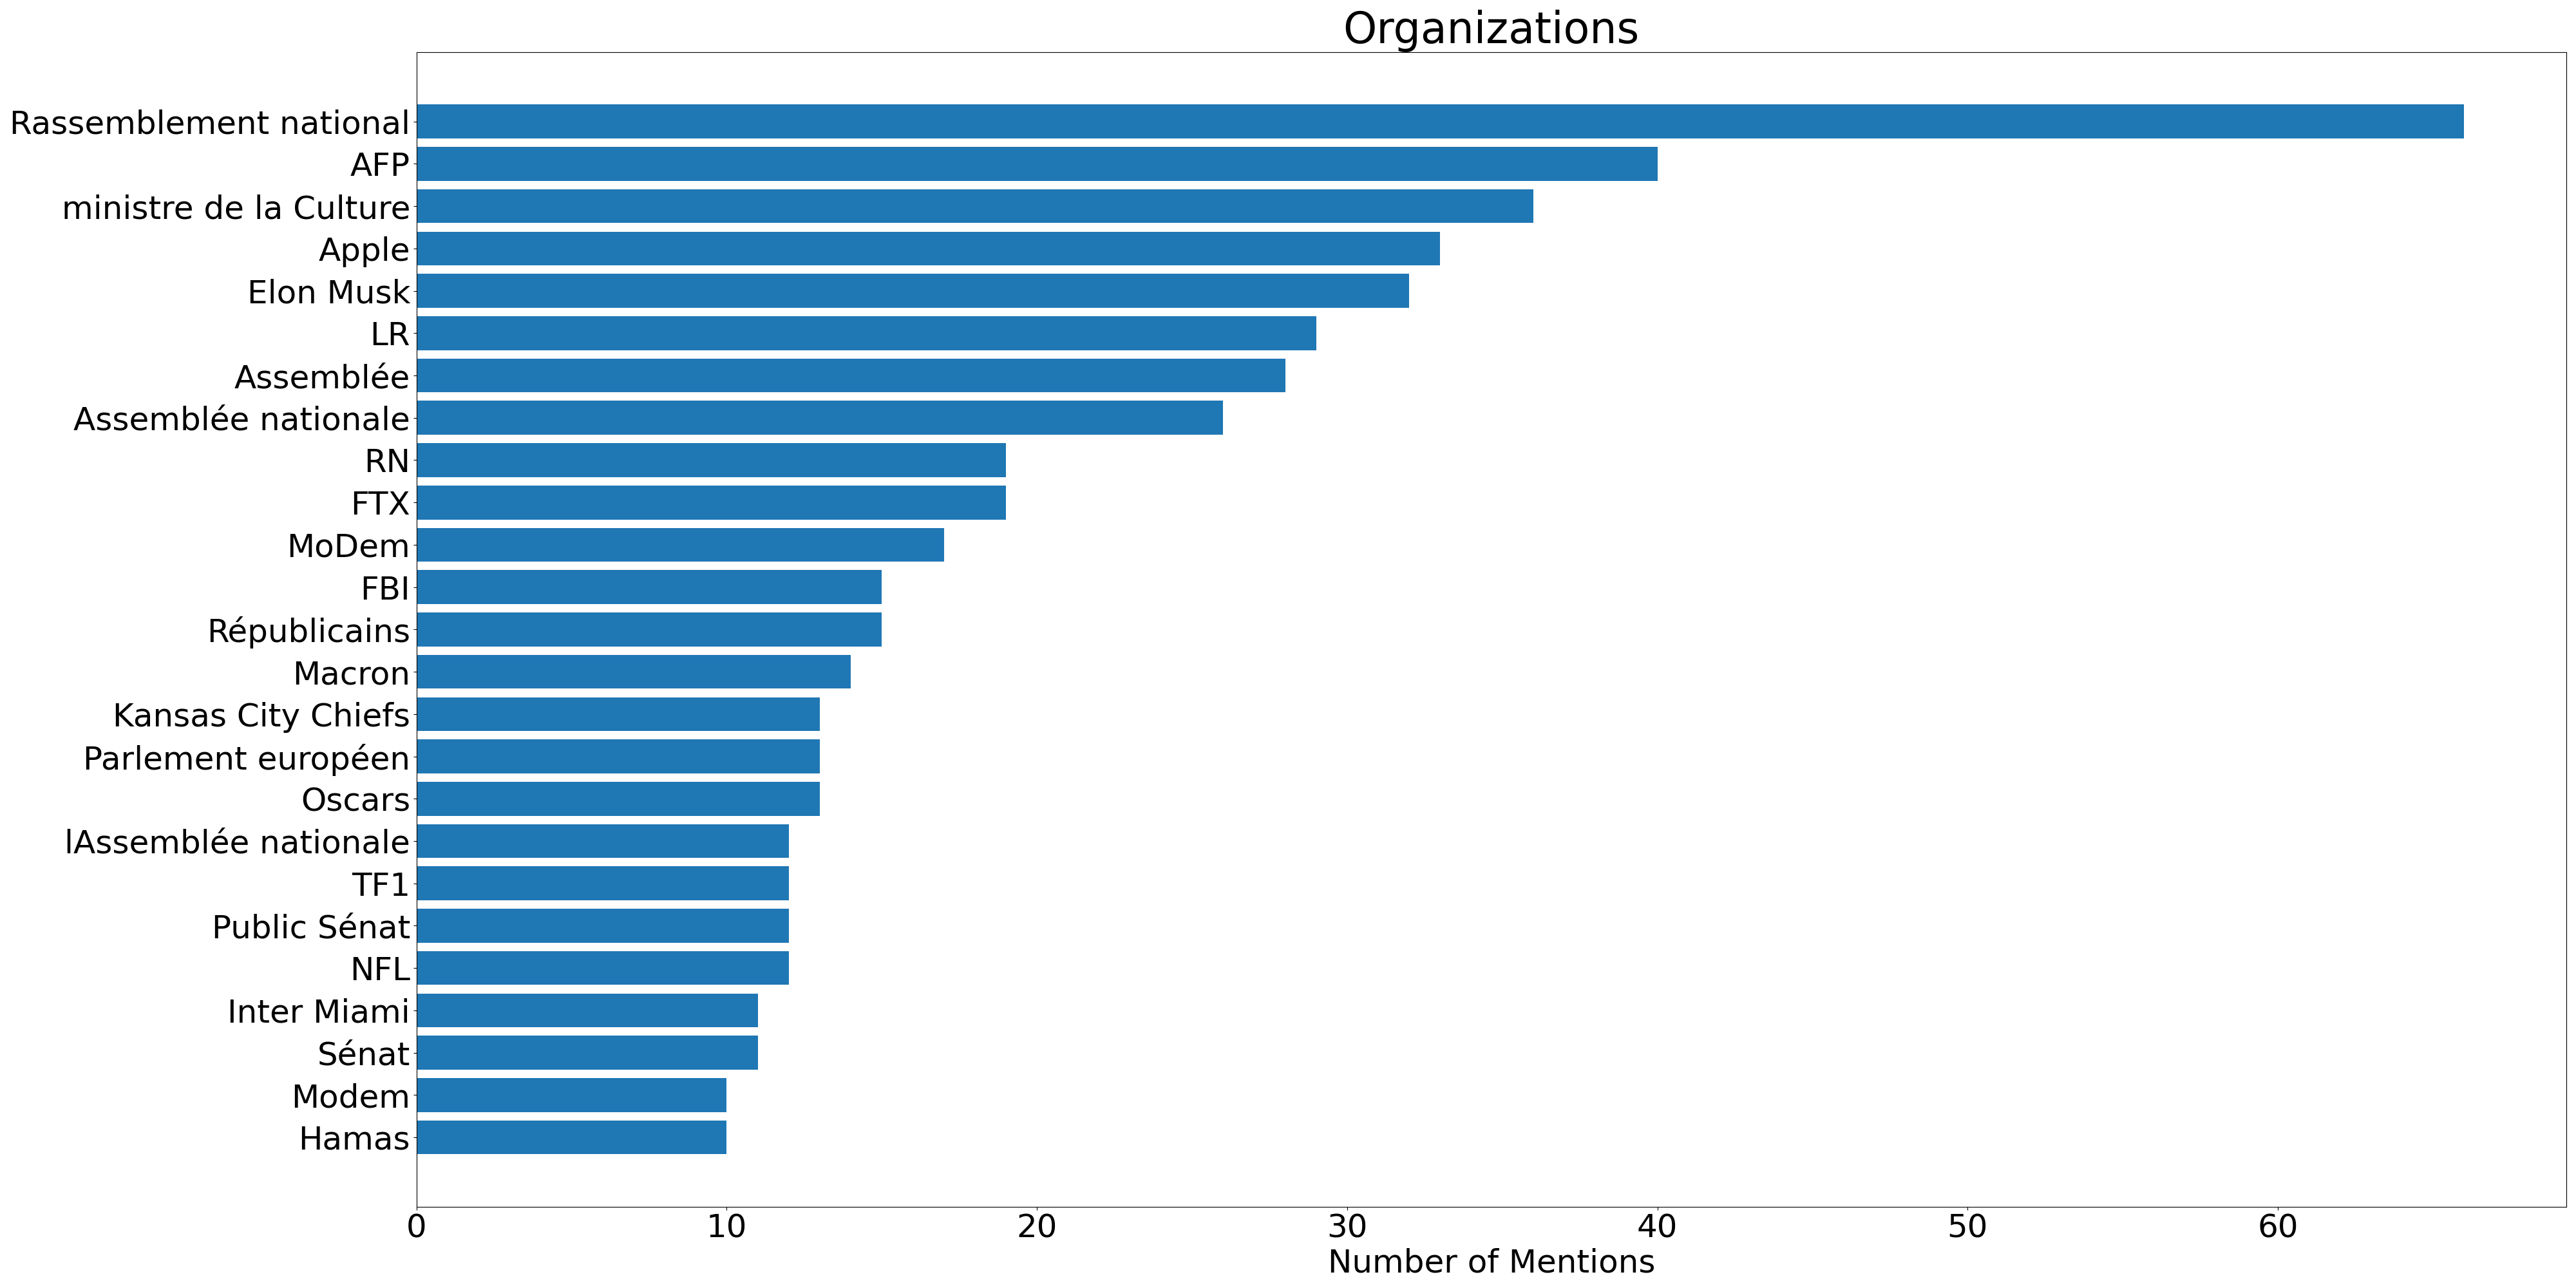 Organizations
Rassemblement national
AFP
ministre de la Culture
Apple
Elon Musk
LR
Assemblée
Assemblée nationale
RN
FTX
MoDem
FBI
Républicains
Macron
Kansas City Chiefs
Parlement européen
Oscars
lAssemblée nationale
TF1
Public Sénat
NFL
Inter Miami
Sénat
Modem
Hamas
0 10 20 30 40 50 60
Number of Mentions